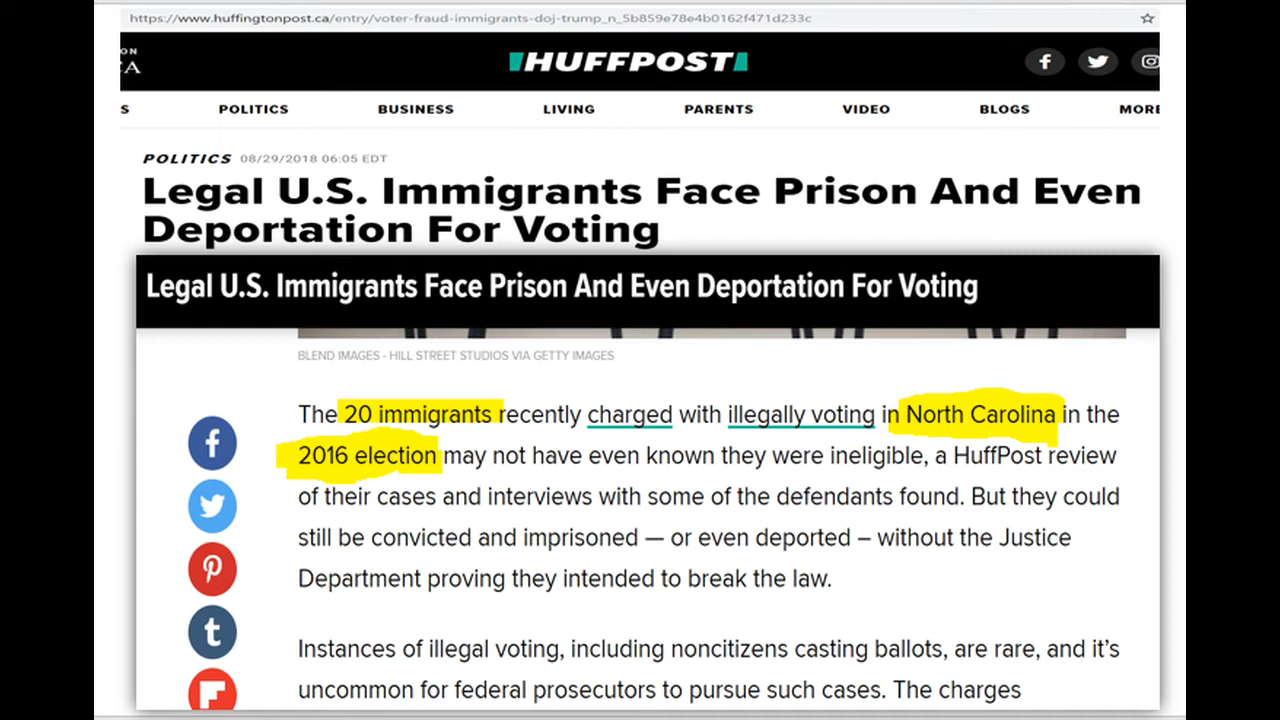 https://www.huffingtonpost.ca/entry/voter-fraud-immigrants-doj-trump_n_5b859e78e4b0162f471d233c
ON
CA
HUFFPOST
S POLITICS BUSINESS LIVING PARENTS VIDEO BLOGS MORE
POLITICS 08/29/2018 06:05 EDT
Legal U.S. Immigrants Face Prison And Even
Deportation For Voting
Legal U.S. Immigrants Face Prison And Even Deportation For Voting
BLEND IMAGES - HILL STREET STUDIOS VIA GETTY IMAGES
The 20 immigrants recently charged with illegally voting in North Carolina in the
2016 election may not have even known they were ineligible, a HuffPost review
of their cases and interviews with some of the defendants found. But they could
still be convicted and imprisoned — or even deported – without the Justice
Department proving they intended to break the law.
Instances of illegal voting, including noncitizens casting ballots, are rare, and it's
uncommon for federal prosecutors to pursue such cases. The charges